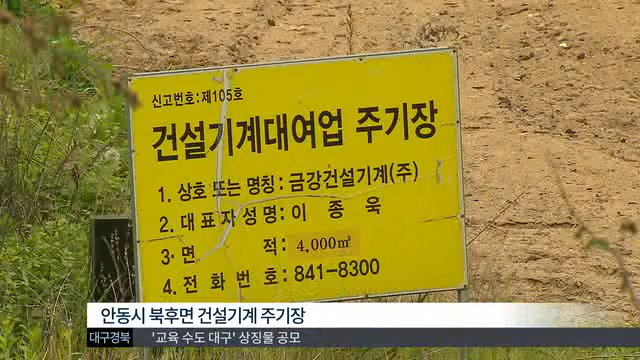 신고번호:제105호
건설기계대여업 주기장
1. 상호 또는 명칭 : 금강건설기계(주)
2. 대표자성명 : 이 종 욱
3. 면 적 : 4,000㎡
4. 전화번호 : 841-8300
안동시 북후면 건설기계 주기장
대구경북 '교육 수도 대구' 상징물 공모